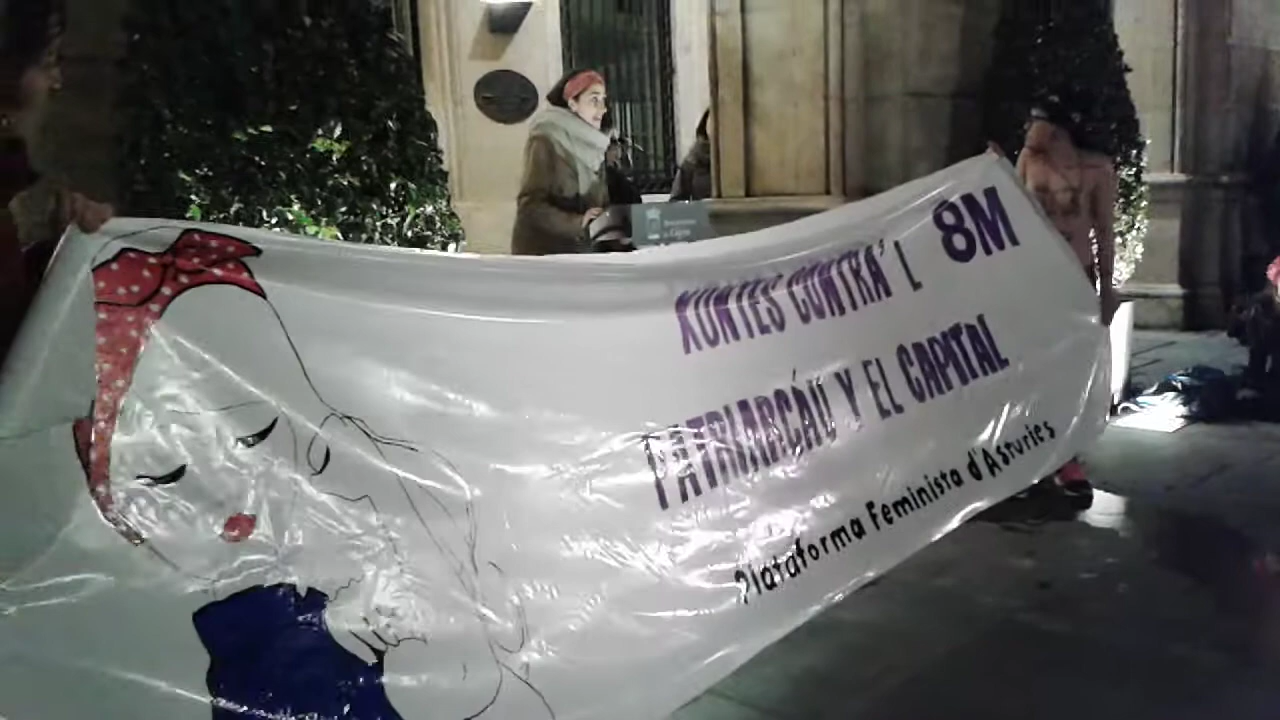 8M
XUNTES CONTRA' L
PATRIARCÁU Y EL CAPITAL
Plataforma Feminista d'Asturies